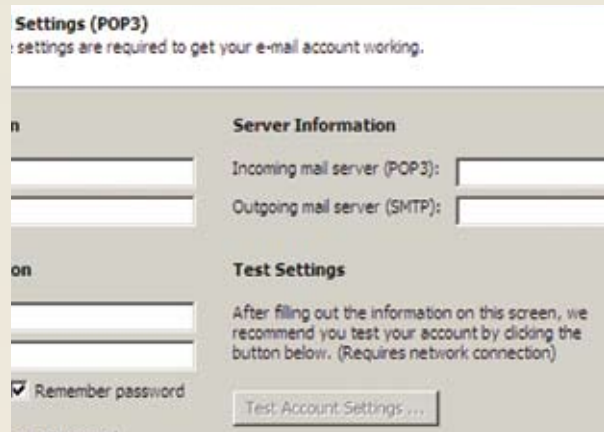 Settings (POP3)
settings are required to get your e-mail account working.
Server Information
Incoming mail server (POP3):
Outgoing mail server (SMTP):
on
Test Settings
After filling out the information on this screen, we
recommend you test your account by clicking the
button below. (Requires network connection)
Remember password
Test Account Settings ...